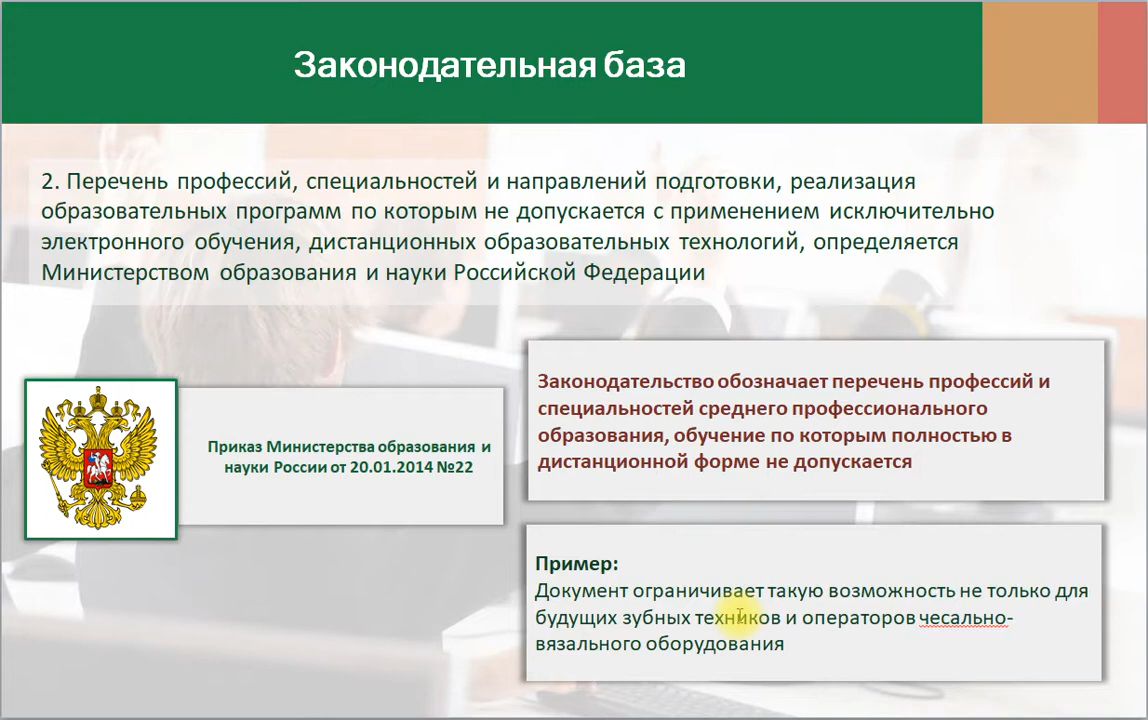 Законодательная база
2. Перечень профессий, специальностей и направлений подготовки, реализация
образовательных программ по которым не допускается с применением исключительно
электронного обучения, дистанционных образовательных технологий, определяется
Министерством образования и науки Российской Федерации
Приказ Министерства образования и
науки России от 20.01.2014 №22
Законодательство обозначает перечень профессий и
специальностей среднего профессионального
образования, обучение по которым полностью в
дистанционной форме не допускается
Пример:
Документ ограничивает такую возможность не только для
будущих зубных техников и операторов чесально-
вязального оборудования